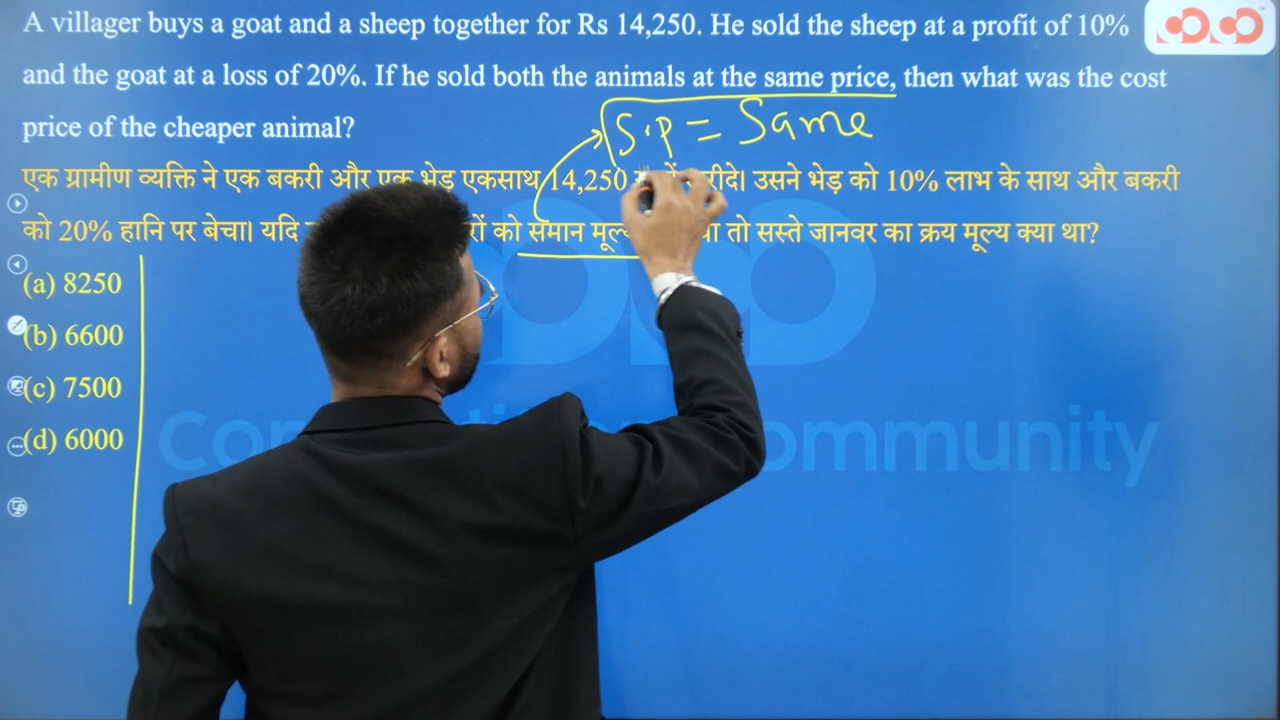 A villager buys a goat and a sheep together for Rs 14,250. He sold the sheep at a profit of 10%
and the goat at a loss of 20%. If he sold both the animals at the same price, then what was the cost
price of the cheaper animal?
S.P = Same
एक ग्रामीण व्यक्ति ने एक बकरी और एक भेड़ एकसाथ 14,250 उसने भेड़ को 10% लाभ के साथ और बकरी
को 20% हानि पर बेचा। यदि को समान तो सस्ते जानवर का क्रय मूल्य क्या था?
(a) 8250
(b) 6600
(c) 7500
(d) 6000